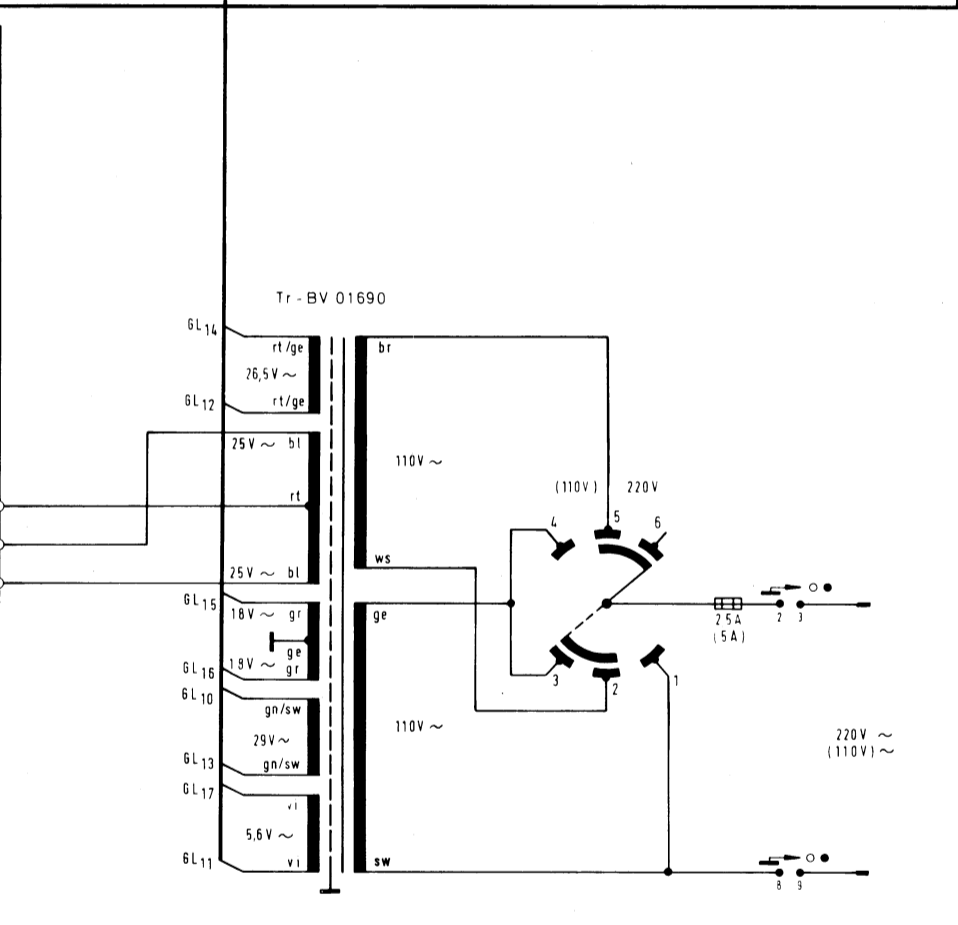 Tr - BV 01690
GL14
rt/ge
br
26,5V ~
GL12
rt/ge
25V ~ bl
110V ~
rt
(110V) 220V
4
5
6
25V ~ bl
ws
GL15
18V ~ gr
ge
25A
(5A)
2 3
ge
GL16
18V ~ gr
3
2
1
GL10
gn/sw
110V ~
29V ~
220V ~
(110V) ~
GL13
gn/sw
GL17
vi
5,6V ~
GL11
vi
sw
8 9